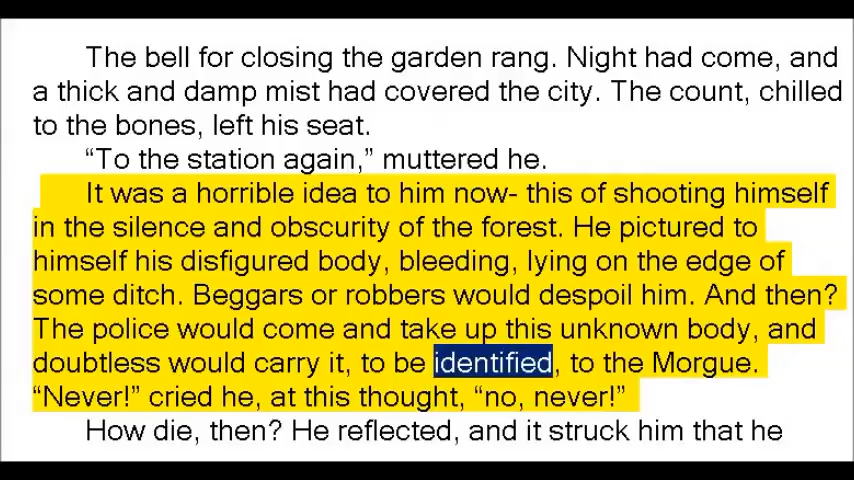 The bell for closing the garden rang. Night had come, and
a thick and damp mist had covered the city. The count, chilled
to the bones, left his seat.
“To the station again,” muttered he.
It was a horrible idea to him now- this of shooting himself
in the silence and obscurity of the forest. He pictured to
himself his disfigured body, bleeding, lying on the edge of
some ditch. Beggars or robbers would despoil him. And then?
The police would come and take up this unknown body, and
doubtless would carry it, to be identified, to the Morgue.
“Never!” cried he, at this thought, “no, never!”
How die, then? He reflected, and it struck him that he